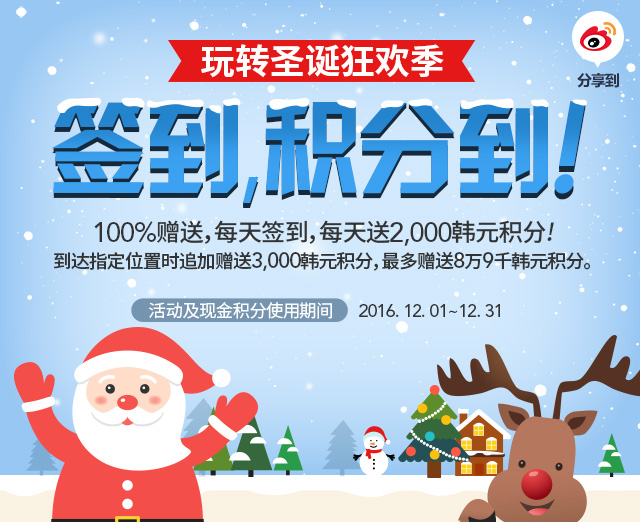 玩转圣诞狂欢季
分享到
签到,积分到!
100%赠送，每天签到，每天送2,000韩元积分!
到达指定位置时追加赠送3,000韩元积分，最多赠送8万9千韩元积分。
活动及现金积分使用期间 2016. 12. 01~12. 31